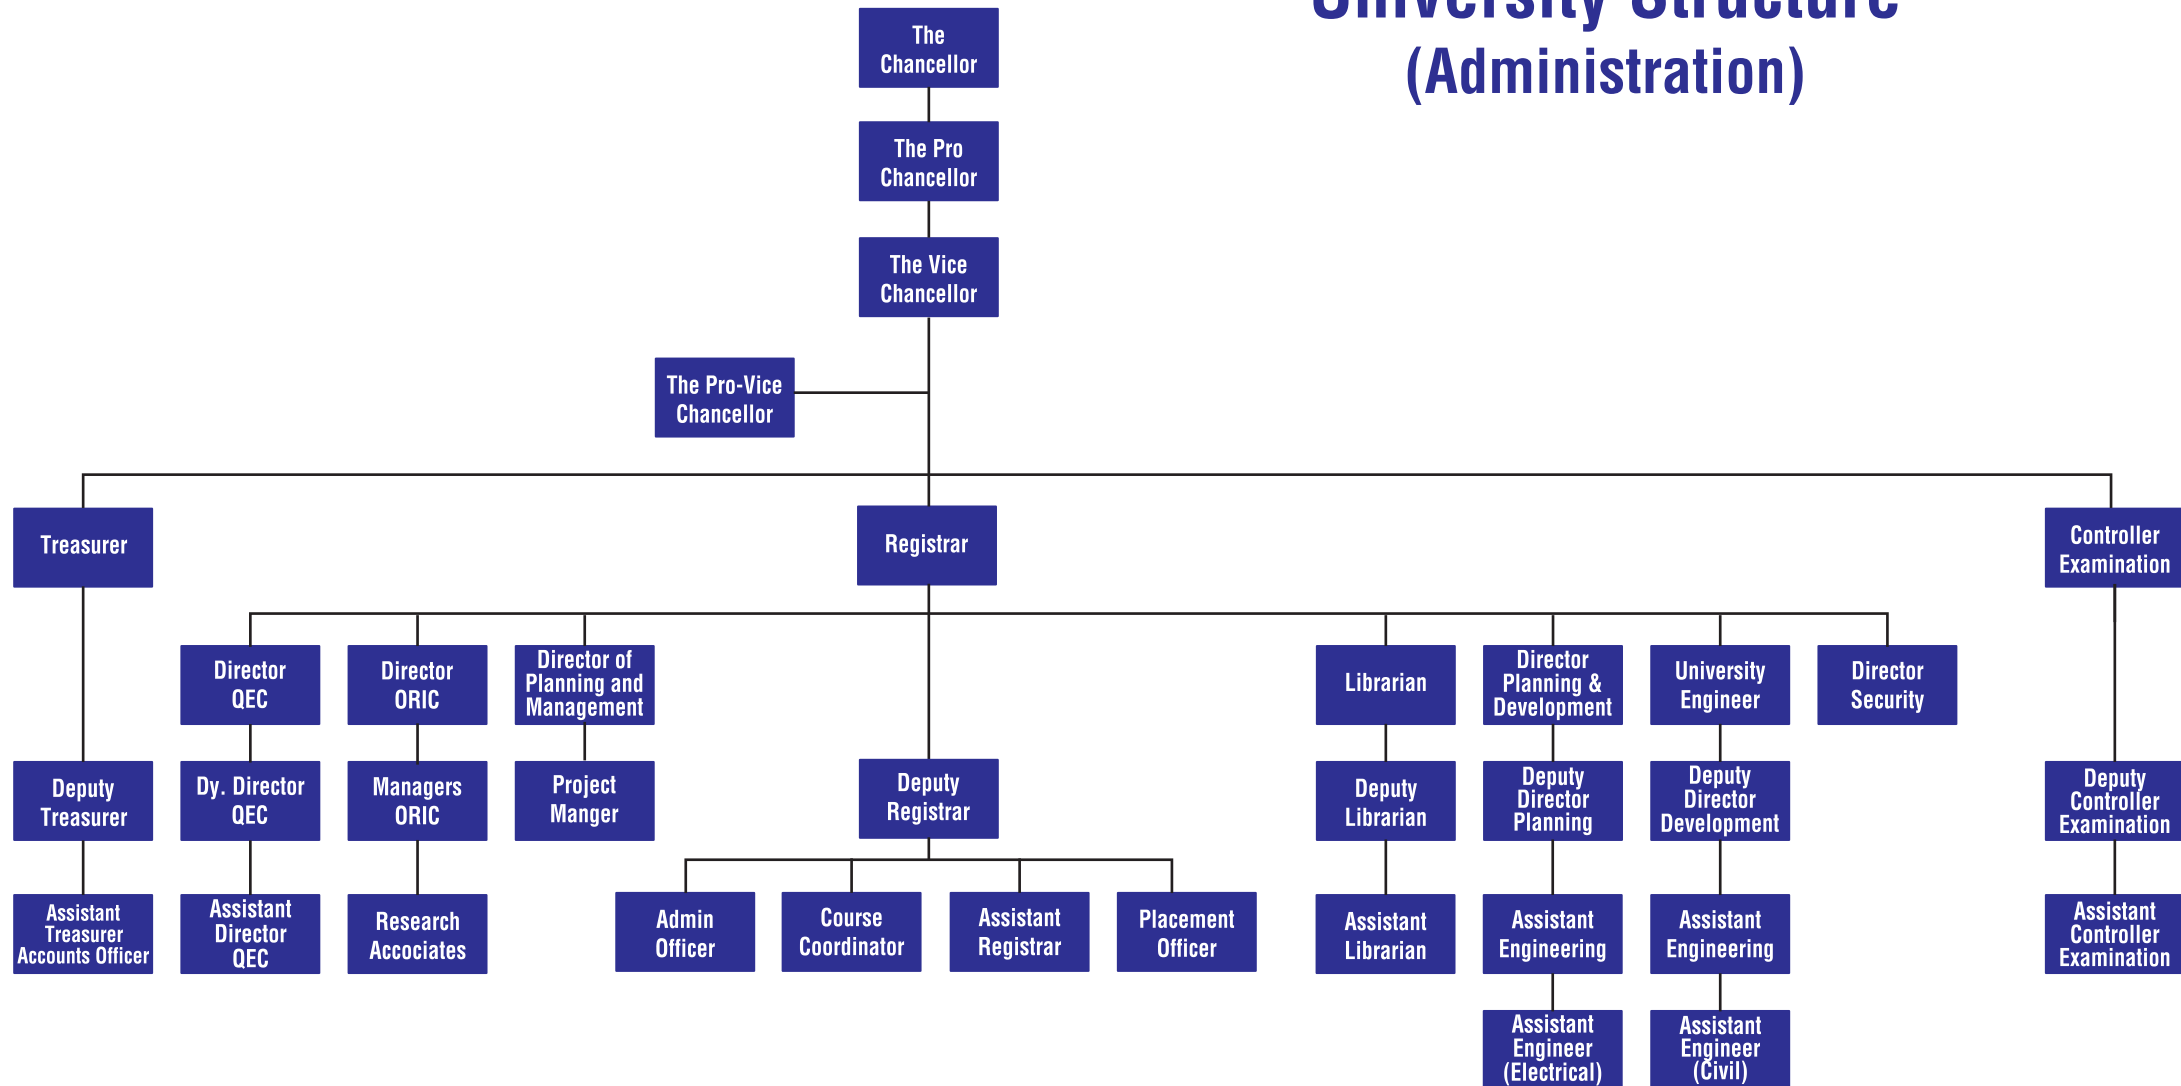 University Structure
(Administration)
The
Chancellor
The Pro
Chancellor
The Vice
Chancellor
The Pro-Vice
Chancellor
Treasurer
Registrar
Controller
Examination
Director
QEC
Director
ORIC
Director of
Planning and
Management
Librarian
Director
Planning &
Development
University
Engineer
Director
Security
Deputy
Treasurer
Dy. Director
QEC
Managers
ORIC
Project
Manger
Deputy
Registrar
Deputy
Librarian
Deputy
Director
Planning
Deputy
Director
Development
Deputy
Controller
Examination
Assistant
Treasurer
Accounts Officer
Assistant
Director
QEC
Research
Accociates
Admin
Officer
Course
Coordinator
Assistant
Registrar
Placement
Officer
Assistant
Librarian
Assistant
Engineering
Assistant
Engineering
Assistant
Controller
Examination
Assistant
Engineer
(Electrical)
Assistant
Engineer
(Civil)